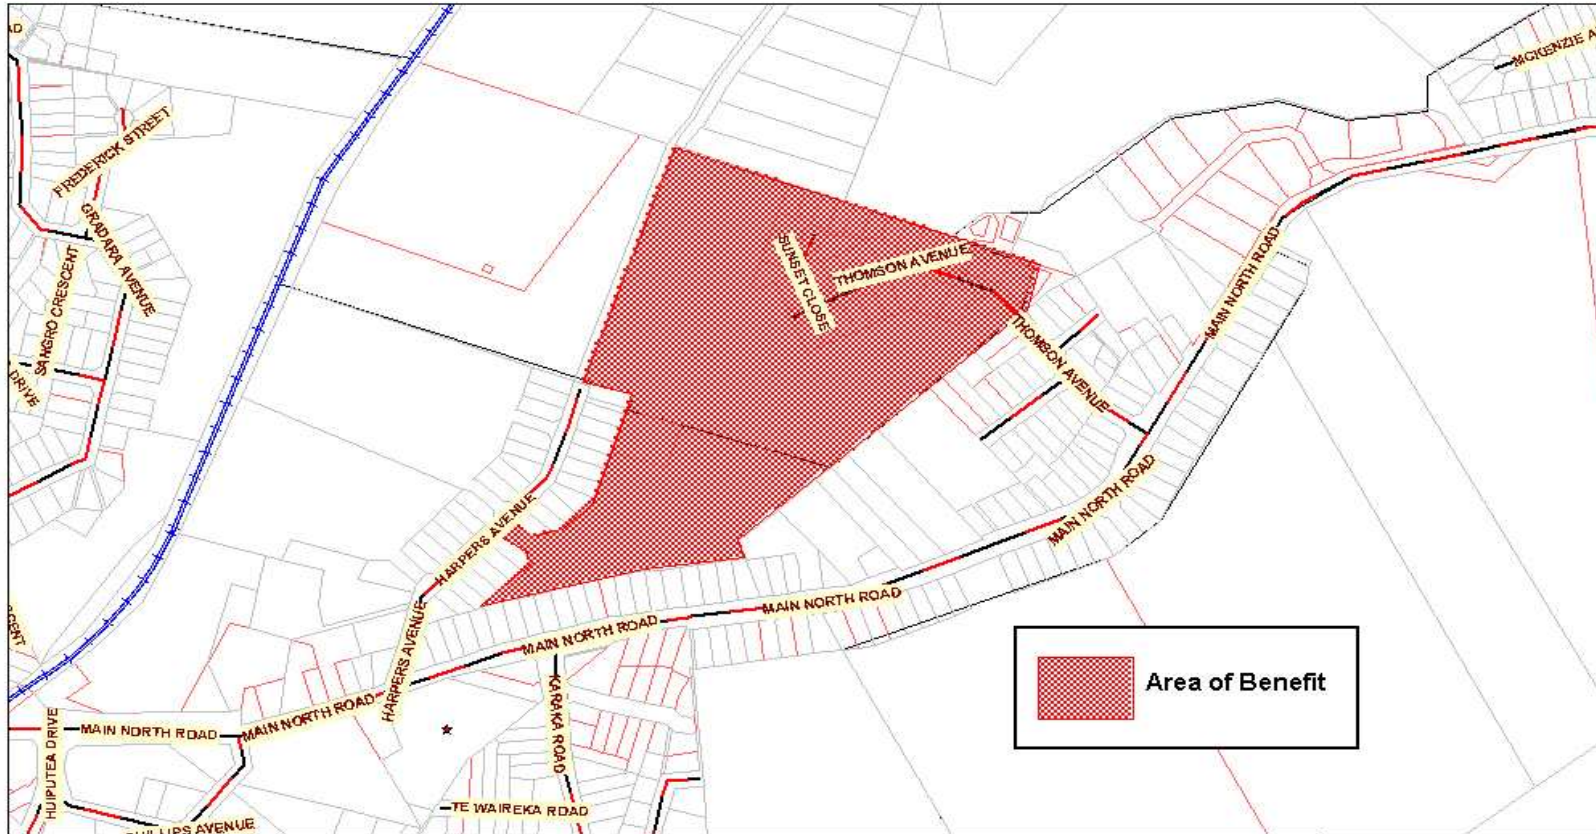 AD
MCKENZIE A
FREDERICK STREET
GRADARA AVENUE
SANGRO CRESCENT
DRIVE
SUNSET CLOSE
THOMSON AVENUE
THOMSON AVENUE
MAIN NORTH ROAD
MAIN NORTH ROAD
HARPERS AVENUE
HARPERS AVENUE
MAIN NORTH ROAD
MAIN NORTH ROAD
MAIN NORTH ROAD
MAIN NORTH ROAD
CENT
HUIPUTEA DRIVE
KARAKA ROAD
TE WAIREKA ROAD
PHILLIPS AVENUE
Area of Benefit